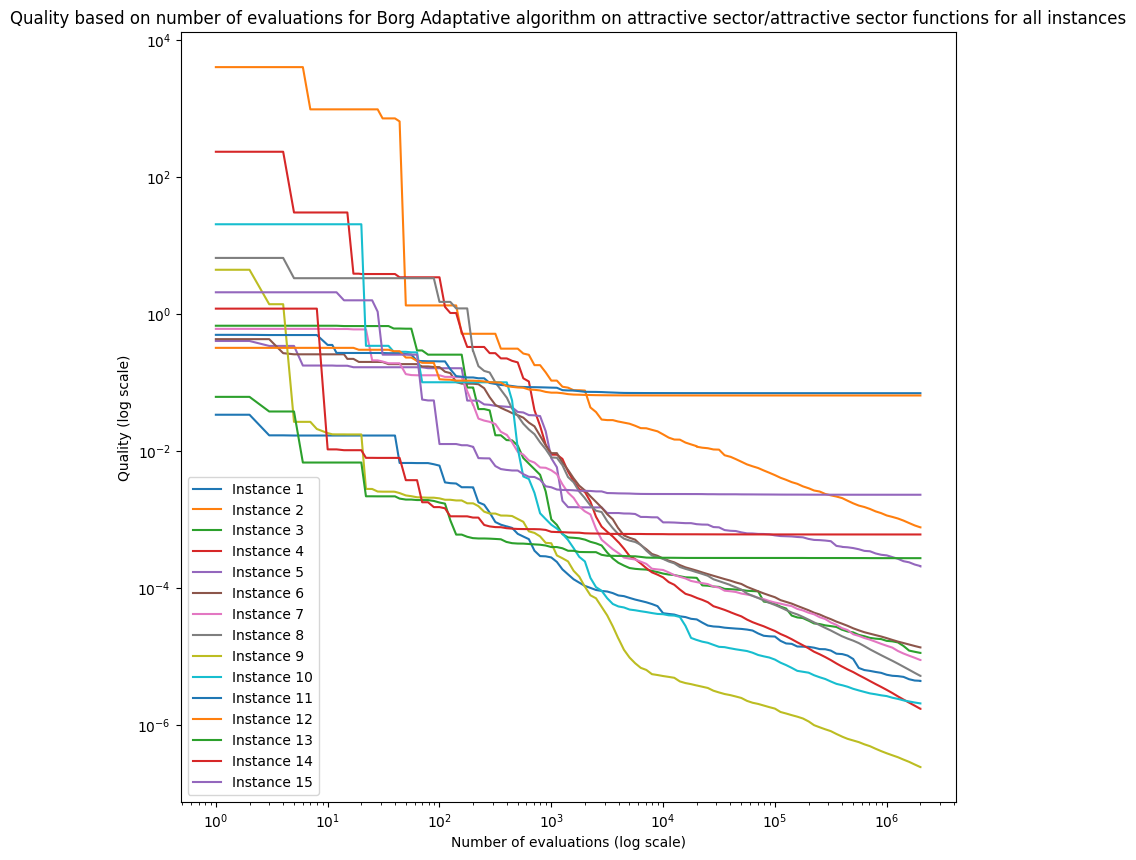 Quality based on number of evaluations for Borg Adaptative algorithm on attractive sector/attractive sector functions for all instances
10^4
10^2
10^0
10^-2
10^-4
10^-6
Quality (log scale)
Instance 1
Instance 2
Instance 3
Instance 4
Instance 5
Instance 6
Instance 7
Instance 8
Instance 9
Instance 10
Instance 11
Instance 12
Instance 13
Instance 14
Instance 15
10^0 10^1 10^2 10^3 10^4 10^5 10^6
Number of evaluations (log scale)